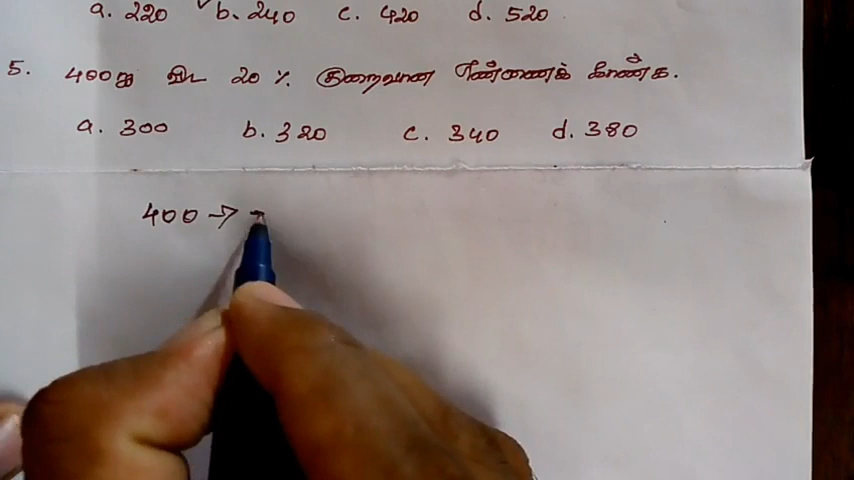 a. 220 b. 240 c. 420 d. 520
5. 400ஐ விட 20 % குறைவான எண்ணைக் காண்க.
a. 300 b. 320 c. 340 d. 380
400 →